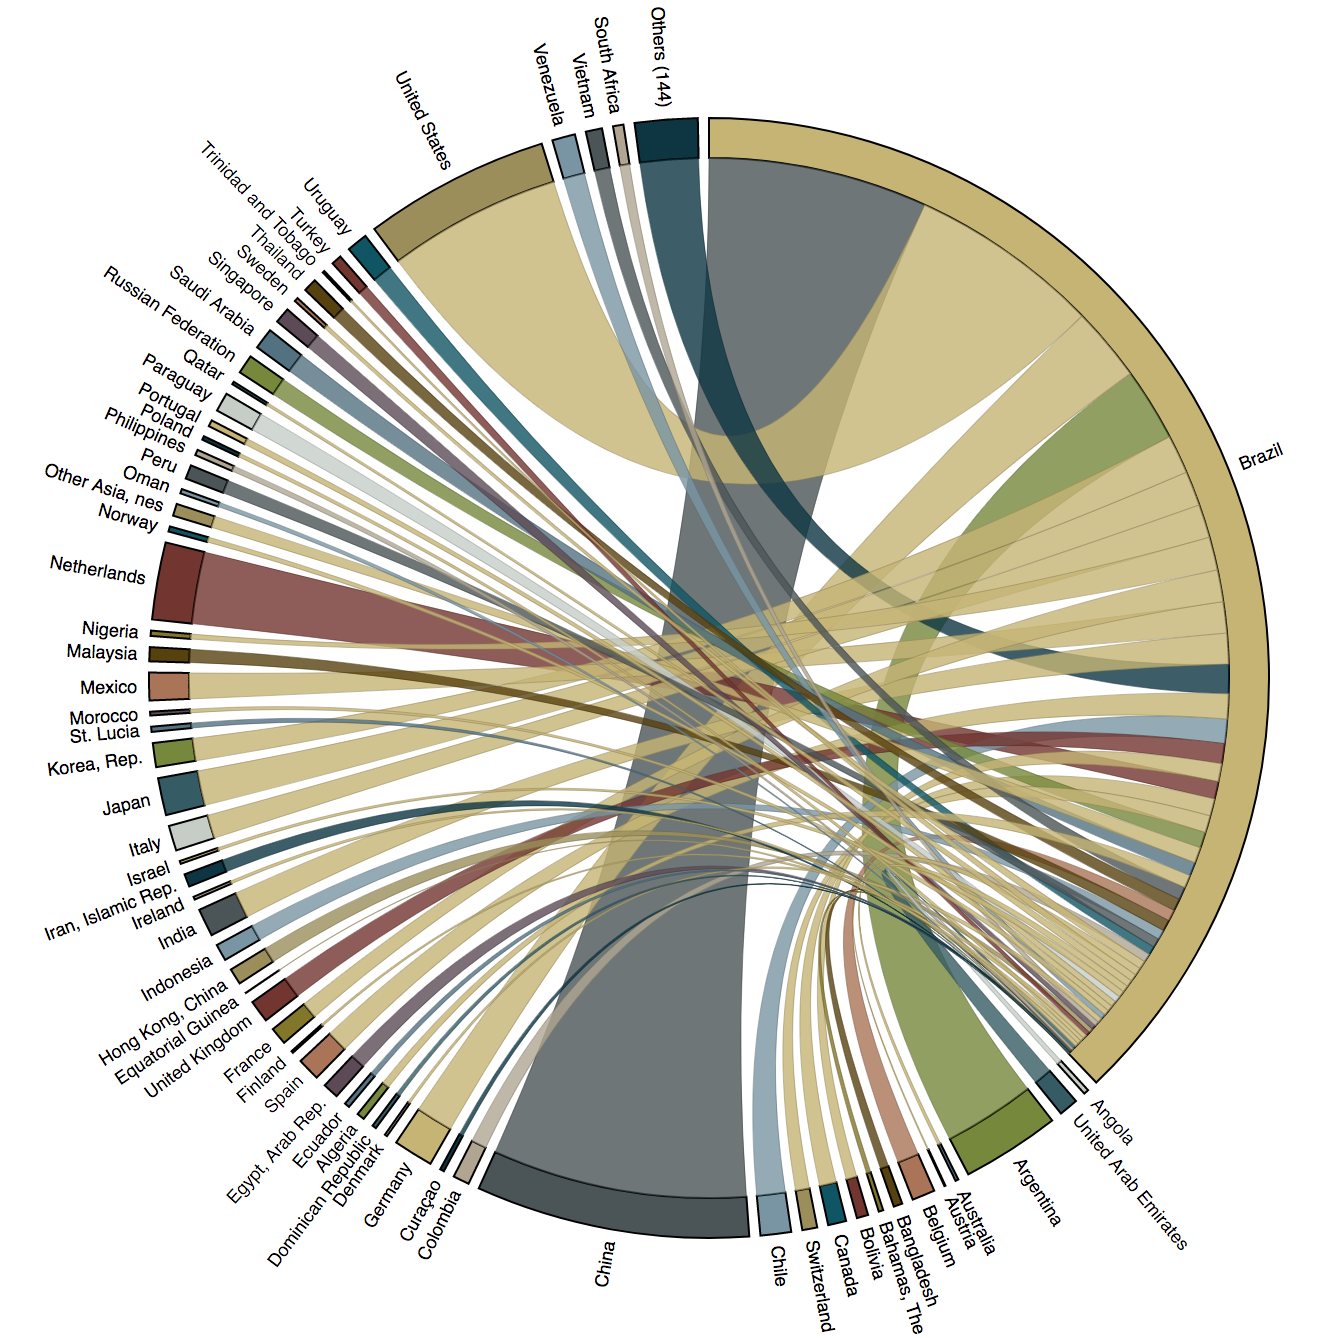 Others (144)
South Africa
Vietnam
Venezuela
United States
Uruguay
Turkey
Trinidad and Tobago
Thailand
Sweden
Singapore
Saudi Arabia
Russian Federation
Qatar
Paraguay
Portugal
Poland
Philippines
Peru
Oman
Other Asia, nes
Norway
Netherlands
Nigeria
Malaysia
Mexico
Morocco
St. Lucia
Korea, Rep.
Japan
Italy
Israel
Iran, Islamic Rep.
Ireland
India
Indonesia
Hong Kong, China
Equatorial Guinea
United Kingdom
France
Finland
Spain
Egypt, Arab Rep.
Ecuador
Algeria
Dominican Republic
Denmark
Germany
Curaçao
Colombia
China
Chile
Switzerland
Canada
Bolivia
Bahamas, The
Bangladesh
Belgium
Austria
Australia
Argentina
United Arab Emirates
Angola
Brazil